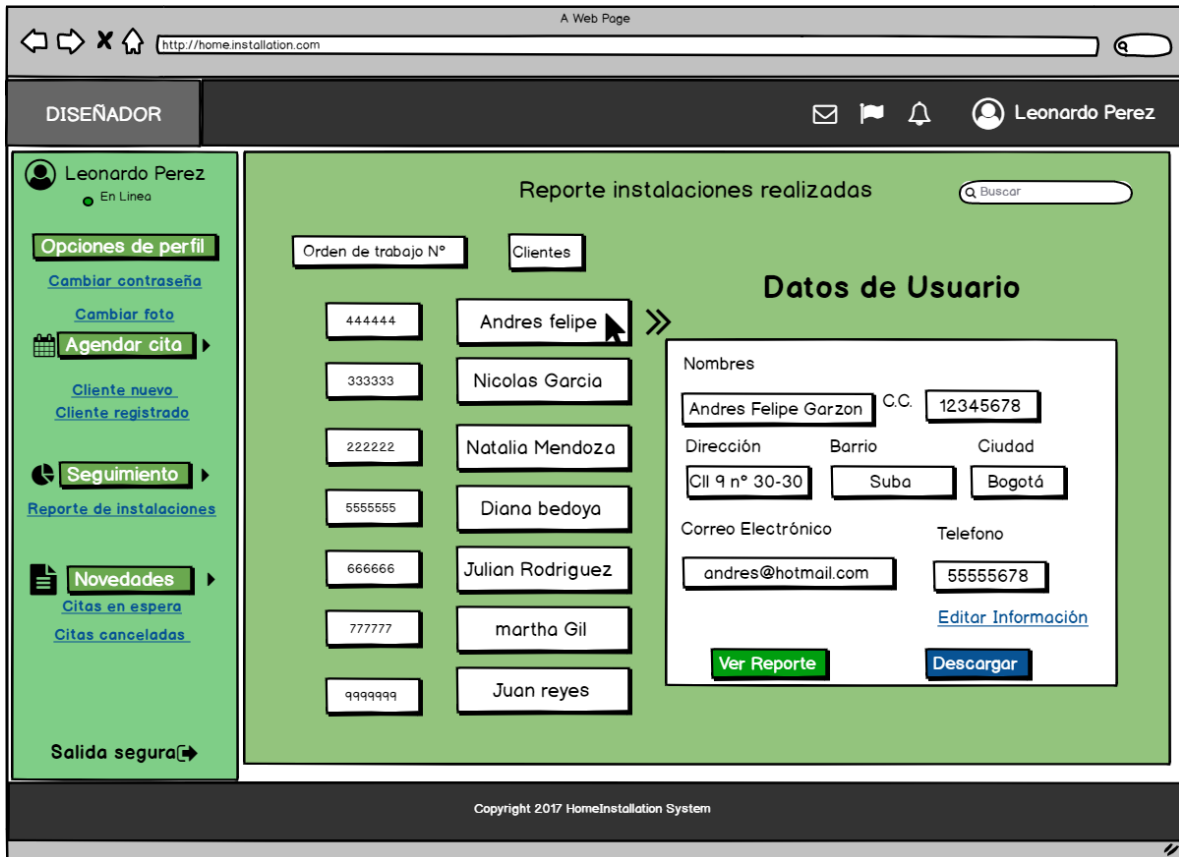 A Web Page
http://home.installation.com
DISEÑADOR
Leonardo Perez
Leonardo Perez
En Linea
Opciones de perfil
Cambiar contraseña
Cambiar foto
Agendar cita
Cliente nuevo
Cliente registrado
Seguimiento
Reporte de instalaciones
Novedades
Citas en espera
Citas canceladas
Salida segura
Reporte instalaciones realizadas
Buscar
Orden de trabajo N° Clientes
444444 Andres felipe
333333 Nicolas Garcia
222222 Natalia Mendoza
5555555 Diana bedoya
666666 Julian Rodriguez
777777 martha Gil
9999999 Juan reyes
Datos de Usuario
Nombres
Andres Felipe Garzon C.C. 12345678
Dirección Barrio Ciudad
Cll 9 n° 30-30 Suba Bogotá
Correo Electrónico Telefono
andres@hotmail.com 55555678
Editar Información
Ver Reporte Descargar
Copyright 2017 HomeInstallation System